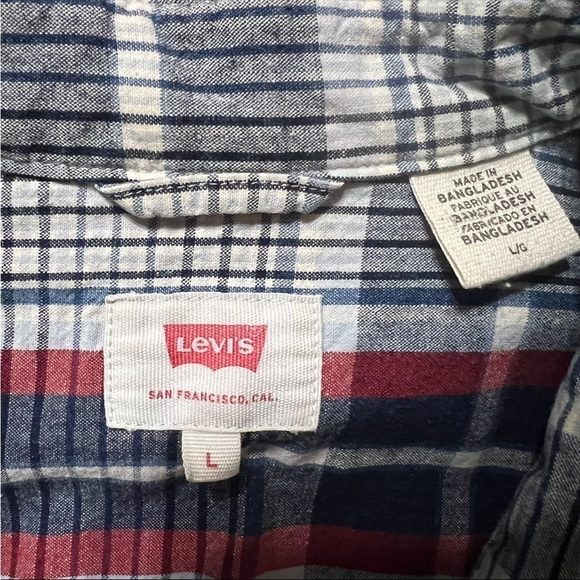 MADE IN
BANGLADESH
FABRIQUE AU
BANGLADESH
FABRICADO EN
BANGLADESH
L/G
LEVI'S
SAN FRANCISCO, CAL.
L